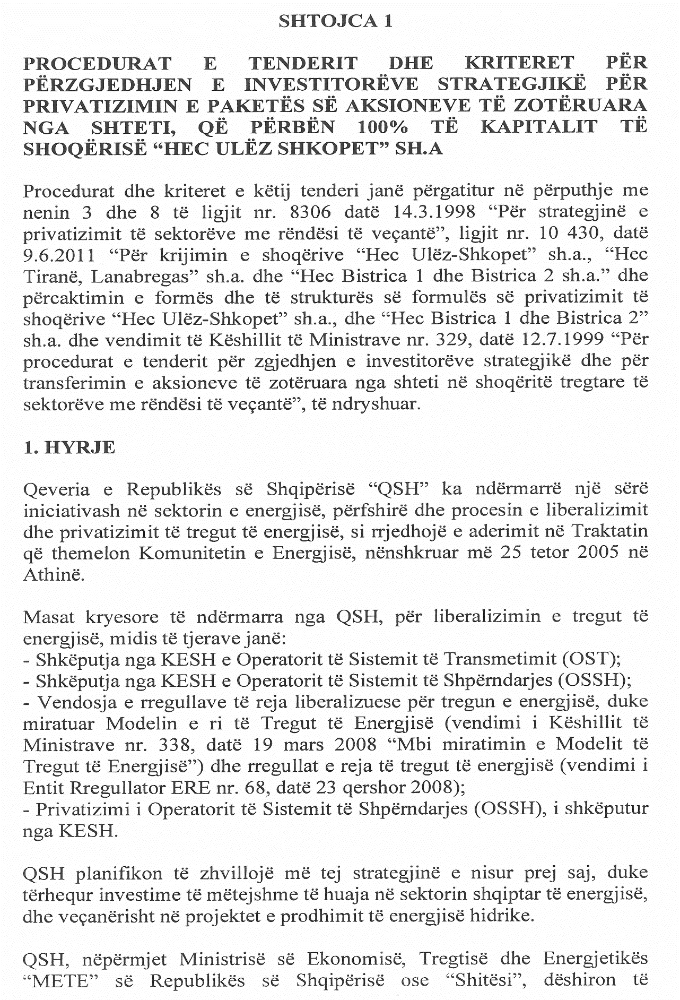 SHTOJCA 1
PROCEDURAT E TENDERIT DHE KRITERET PËR
PËRZGJEDHJEN E INVESTITORËVE STRATEGJIKË PËR
PRIVATIZIMIN E PAKETËS SË AKSIONEVE TË ZOTËRUARA
NGA SHTETI, QË PËRBËN 100% TË KAPITALIT TË
SHOQËRISË “HEC ULËZ SHKOPET” SH.A
Procedurat dhe kriteret e këtij tenderi janë përgatitur në përputhje me
nenin 3 dhe 8 të ligjit nr. 8306 datë 14.3.1998 “Për strategjinë e
privatizimit të sektorëve me rëndësi të veçantë”, ligjit nr. 10 430, datë
9.6.2011 “Për krijimin e shoqërive “Hec Ulëz-Shkopet” sh.a., “Hec
Tiranë, Lanabregas” sh.a. dhe “Hec Bistrica 1 dhe Bistrica 2 sh.a.” dhe
përcaktimin e formës dhe të strukturës së formulës së privatizimit të
shoqërive “Hec Ulëz-Shkopet” sh.a., dhe “Hec Bistrica 1 dhe Bistrica 2”
sh.a. dhe vendimit të Këshillit të Ministrave nr. 329, datë 12.7.1999 “Për
procedurat e tenderit për zgjedhjen e investitorëve strategjikë dhe për
transferimin e aksioneve të zotëruara nga shteti në shoqëritë tregtare të
sektorëve me rëndësi të veçantë”, të ndryshuar.
1. HYRJE
Qeveria e Republikës së Shqipërisë “QSH” ka ndërmarrë një sërë
iniciativash në sektorin e energjisë, përfshirë dhe procesin e liberalizimit
dhe privatizimit të tregut të energjisë, si rrjedhojë e aderimit në Traktatin
që themelon Komunitetin e Energjisë, nënshkruar më 25 tetor 2005 në
Athinë.
Masat kryesore të ndërmarra nga QSH, për liberalizimin e tregut të
energjisë, midis të tjerave janë:
- Shkëputja nga KESH e Operatorit të Sistemit të Transmetimit (OST);
- Shkëputja nga KESH e Operatorit të Sistemit të Shpërndarjes (OSSH);
- Vendosja e rregullave të reja liberalizuese për tregun e energjisë, duke
miratuar Modelin e ri të Tregut të Energjisë (vendimi i Këshillit të
Ministrave nr. 338, datë 19 mars 2008 “Mbi miratimin e Modelit të
Tregut të Energjisë”) dhe rregullat e reja të tregut të energjisë (vendimi i
Entit Rregullator ERE nr. 68, datë 23 qershor 2008);
- Privatizimi i Operatorit të Sistemit të Shpërndarjes (OSSH), i shkëputur
nga KESH.
QSH planifikon të zhvillojë më tej strategjinë e nisur prej saj, duke
tërhequr investime të mëtejshme të huaja në sektorin shqiptar të energjisë,
dhe veçanërisht në projektet e prodhimit të energjisë hidrike.
QSH, nëpërmjet Ministrisë së Ekonomisë, Tregtisë dhe Energjetikës
“METE” së Republikës së Shqipërisë ose “Shitësi”, dëshiron të